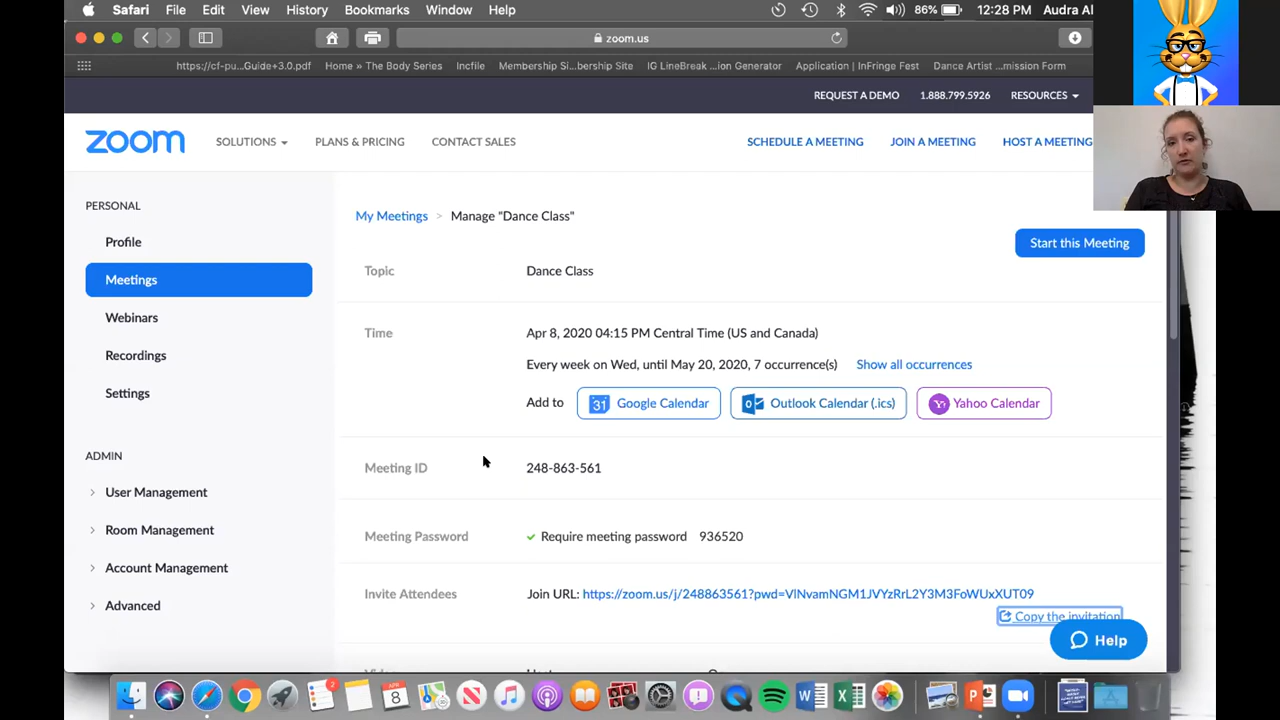 Safari File Edit View History Bookmarks Window Help 86% 12:28 PM Audra Al
zoom.us
https://cf-pu...Guide+3.0.pdf Home » The Body Series Membership Si...bership Site IG LineBreak ...ion Generator Application | InFringe Fest Dance Artist ...mission Form
REQUEST A DEMO 1.888.799.5926 RESOURCES
zoom SOLUTIONS PLANS & PRICING CONTACT SALES SCHEDULE A MEETING JOIN A MEETING HOST A MEETING
PERSONAL
Profile
Meetings
Webinars
Recordings
Settings
ADMIN
User Management
Room Management
Account Management
Advanced
My Meetings > Manage "Dance Class"
Start this Meeting
Topic Dance Class
Time Apr 8, 2020 04:15 PM Central Time (US and Canada)
Every week on Wed, until May 20, 2020, 7 occurrence(s) Show all occurrences
Add to 31 Google Calendar Outlook Calendar (.ics) Yahoo Calendar
Meeting ID 248-863-561
Meeting Password Require meeting password 936520
Invite Attendees Join URL: https://zoom.us/j/248863561?pwd=VlNvamNGM1JVYzRrL2Y3M3FoWUxXUT09
Copy the invitation
Help